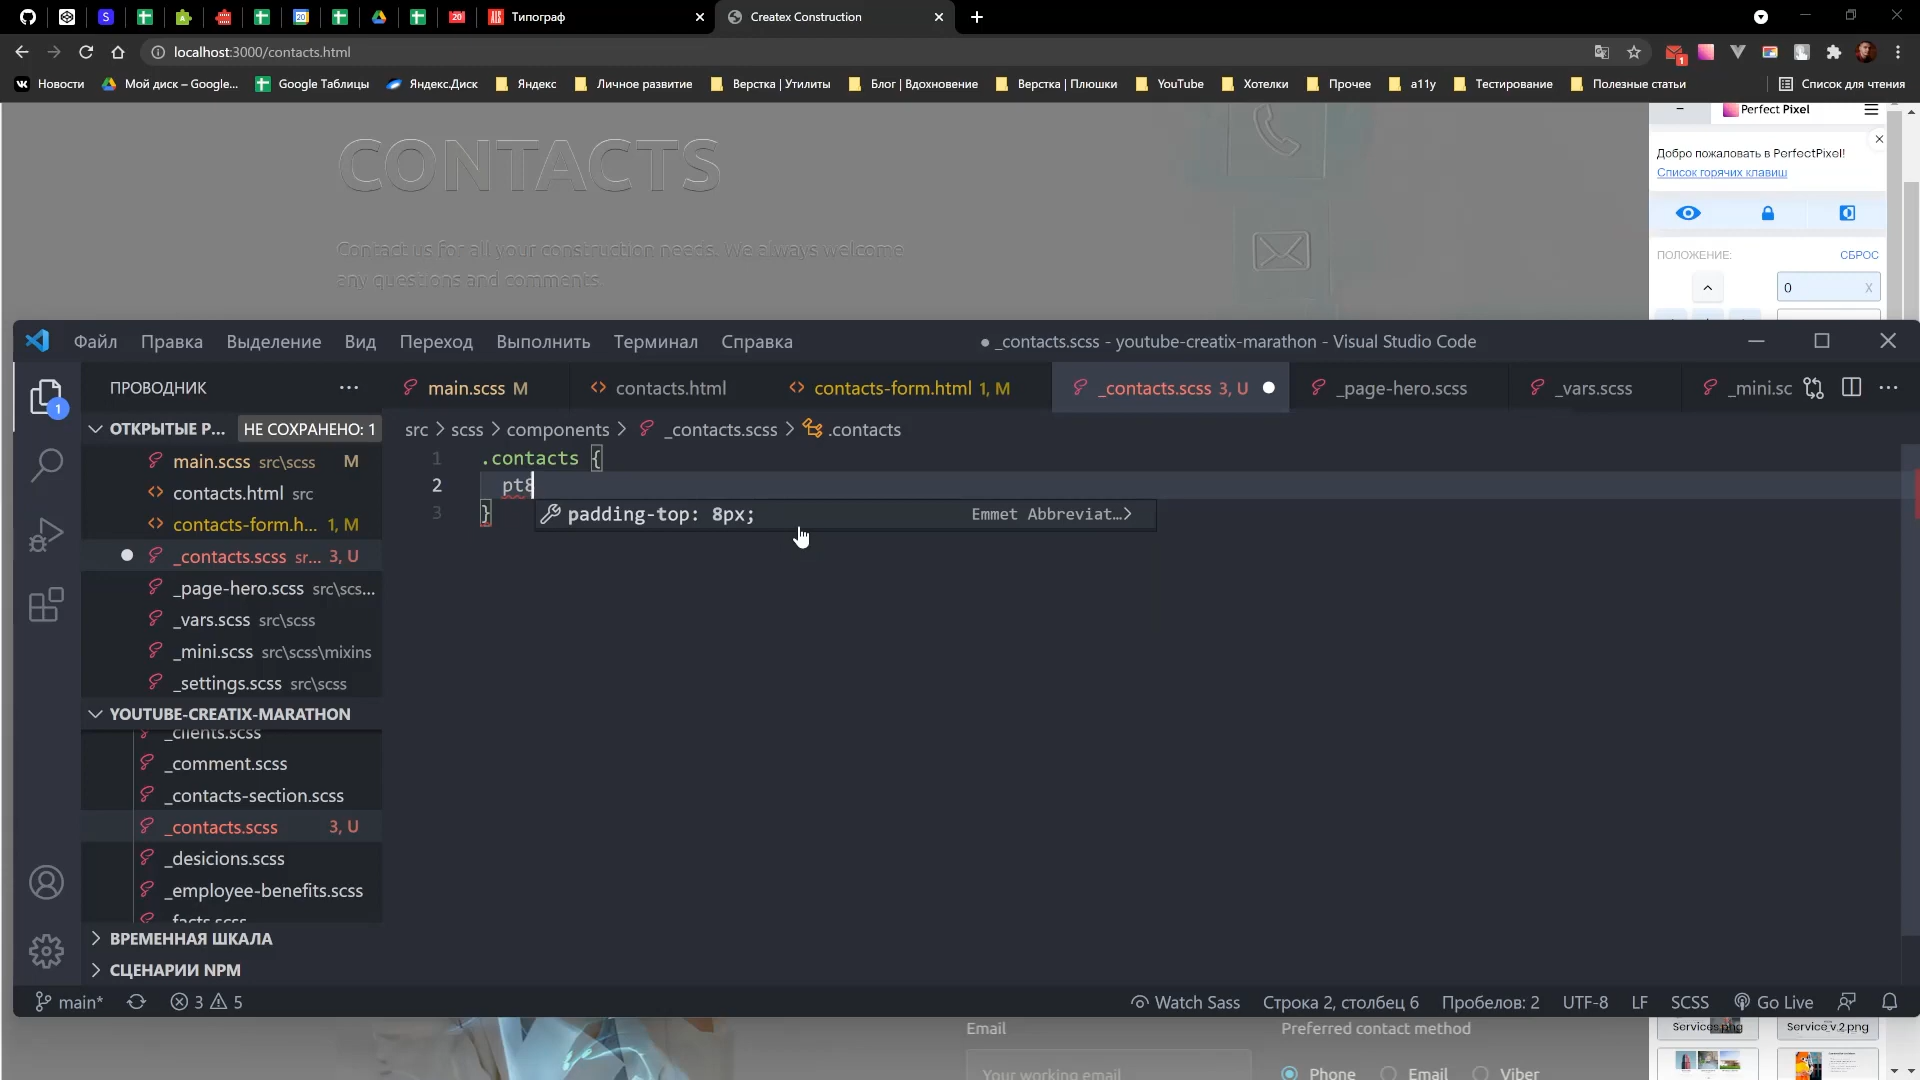 Типограф
Createx Construction
localhost:3000/contacts.html
Новости
Мой диск – Google...
Google Таблицы
Яндекс.Диск
Яндекс
Личное развитие
Верстка | Утилиты
Блог | Вдохновение
Верстка | Плюшки
YouTube
Хотелки
Прочее
a11y
Тестирование
Полезные статьи
Список для чтения
CONTACTS
Contact us for all your construction needs. We always welcome
any questions and comments.
Perfect Pixel
Добро пожаловать в PerfectPixel!
Список горячих клавиш
ПОЛОЖЕНИЕ:
СБРОС
0 X
Файл Правка Выделение Вид Переход Выполнить Терминал Справка
● _contacts.scss - youtube-creatix-marathon - Visual Studio Code
ПРОВОДНИК
main.scss M
contacts.html
contacts-form.html 1, M
_contacts.scss 3, U
_page-hero.scss
_vars.scss
_mini.sc
ОТКРЫТЫЕ Р...
НЕ СОХРАНЕНО: 1
src > scss > components > _contacts.scss > .contacts
main.scss src\scss M
contacts.html src
contacts-form.h... 1, M
_contacts.scss sr... 3, U
_page-hero.scss src\scs...
_vars.scss src\scss
_mini.scss src\scss\mixins
_settings.scss src\scss
1 .contacts {
2 pt8
3 }
padding-top: 8px; Emmet Abbreviat...>
YOUTUBE-CREATIX-MARATHON
_clients.scss
_comment.scss
_contacts-section.scss
_contacts.scss 3, U
_desicions.scss
_employee-benefits.scss
_facts.scss
ВРЕМЕННАЯ ШКАЛА
СЦЕНАРИИ NPM
main*
3
5
Watch Sass
Строка 2, столбец 6
Пробелов: 2
UTF-8
LF
SCSS
Go Live
Email
Preferred contact method
Your working email
Phone
Email
Viber
Services.png
Service v.2.png